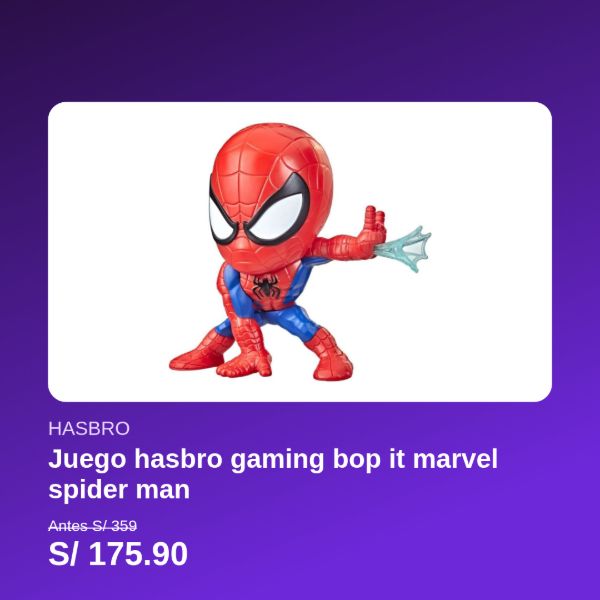 HASBRO
Juego hasbro gaming bop it marvel
spider man
Antes S/ 359
S/ 175.90